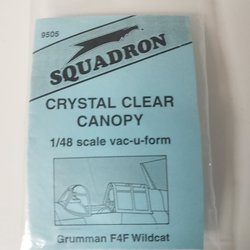 9505
SQUADRON
CRYSTAL CLEAR
CANOPY
1/48 scale vac-u-form
Grumman F4F Wildcat